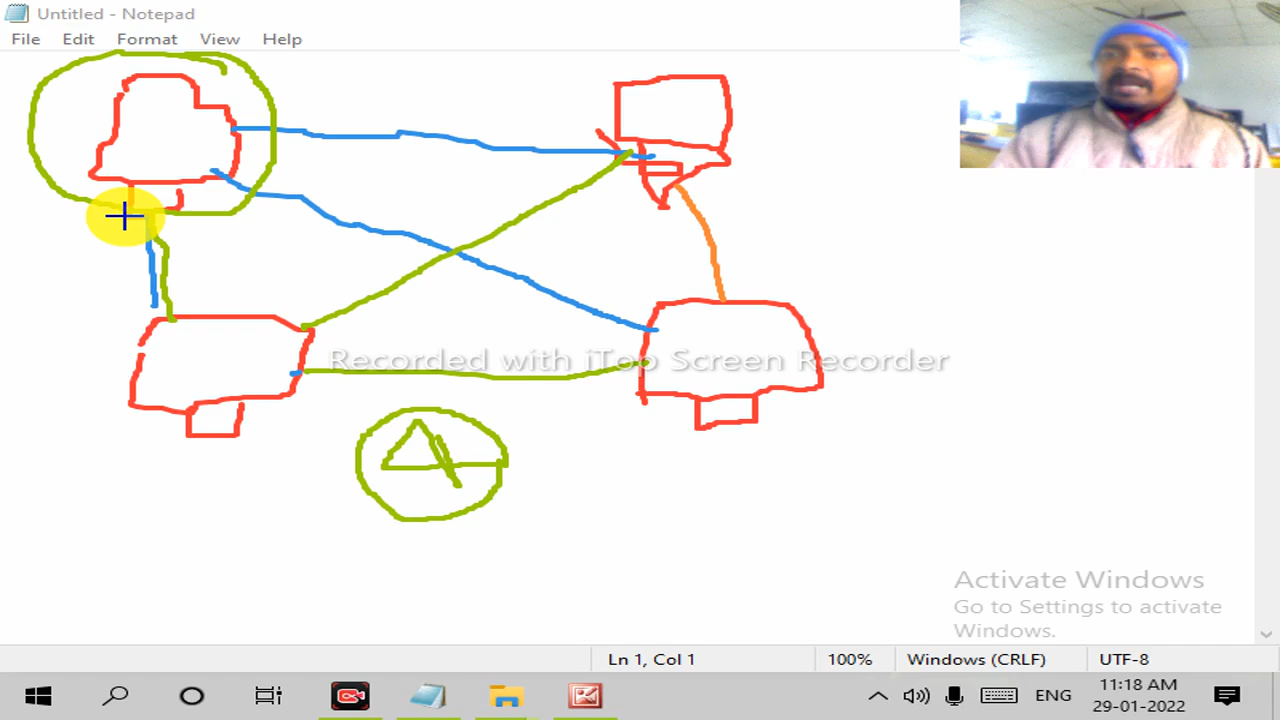 Untitled - Notepad
File Edit Format View Help
Recorded with iTop Screen Recorder
Activate Windows
Go to Settings to activate
Windows.
Ln 1, Col 1 100% Windows (CRLF) UTF-8
ENG
11:18 AM
29-01-2022